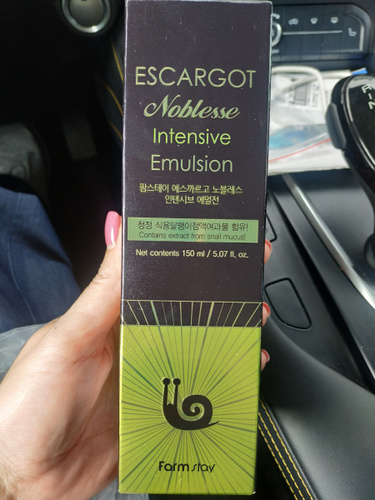 ESCARGOT
Noblesse
Intensive
Emulsion
팜스테이 에스까르고 노블레스
인텐시브 에멀전
청정 식용달팽이점액여과물 함유!
Contains extract from snail mucus!
Net contents 150 ml / 5.07 fl. oz.
Farm stay